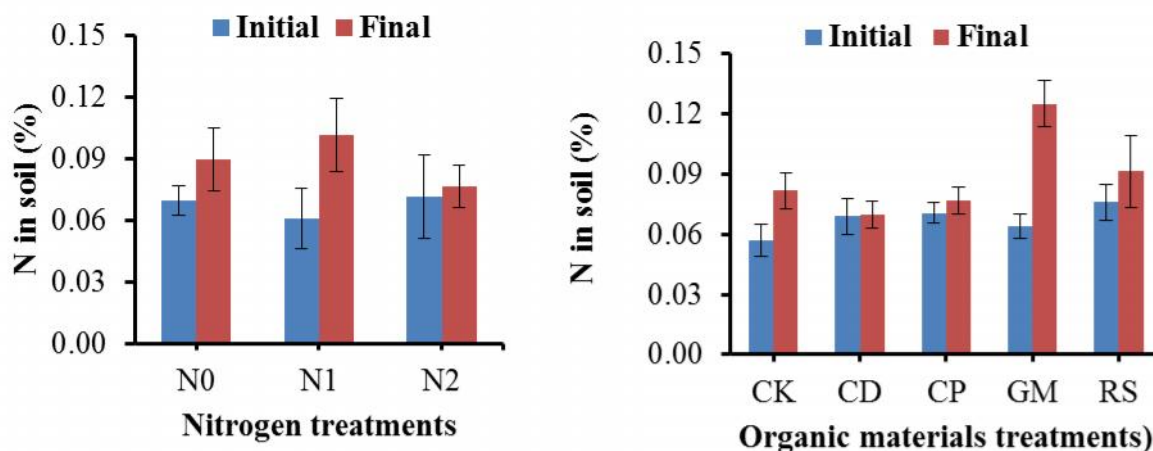 Initial Final
N in soil (%)
0.15
0.12
0.09
0.06
0.03
0.00
N0 N1 N2
Nitrogen treatments
Initial Final
N in soil (%)
0.15
0.12
0.09
0.06
0.03
0.00
CK CD CP GM RS
Organic materials treatments)